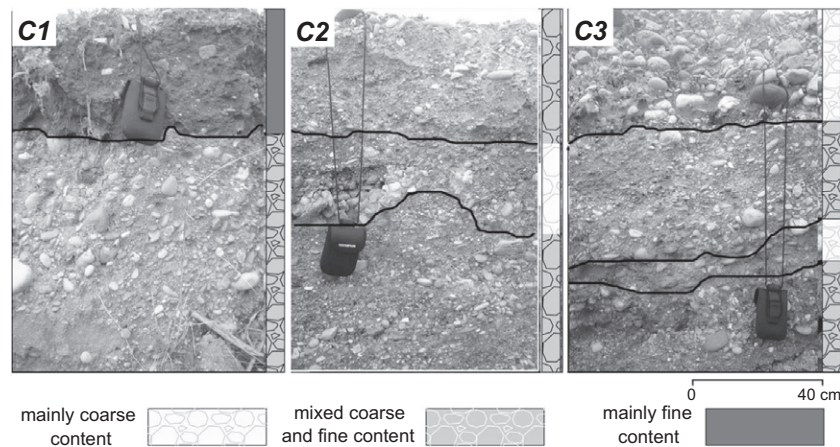 C1
C2
C3
0 40 cm
mainly coarse
content
mixed coarse
and fine content
mainly fine
content